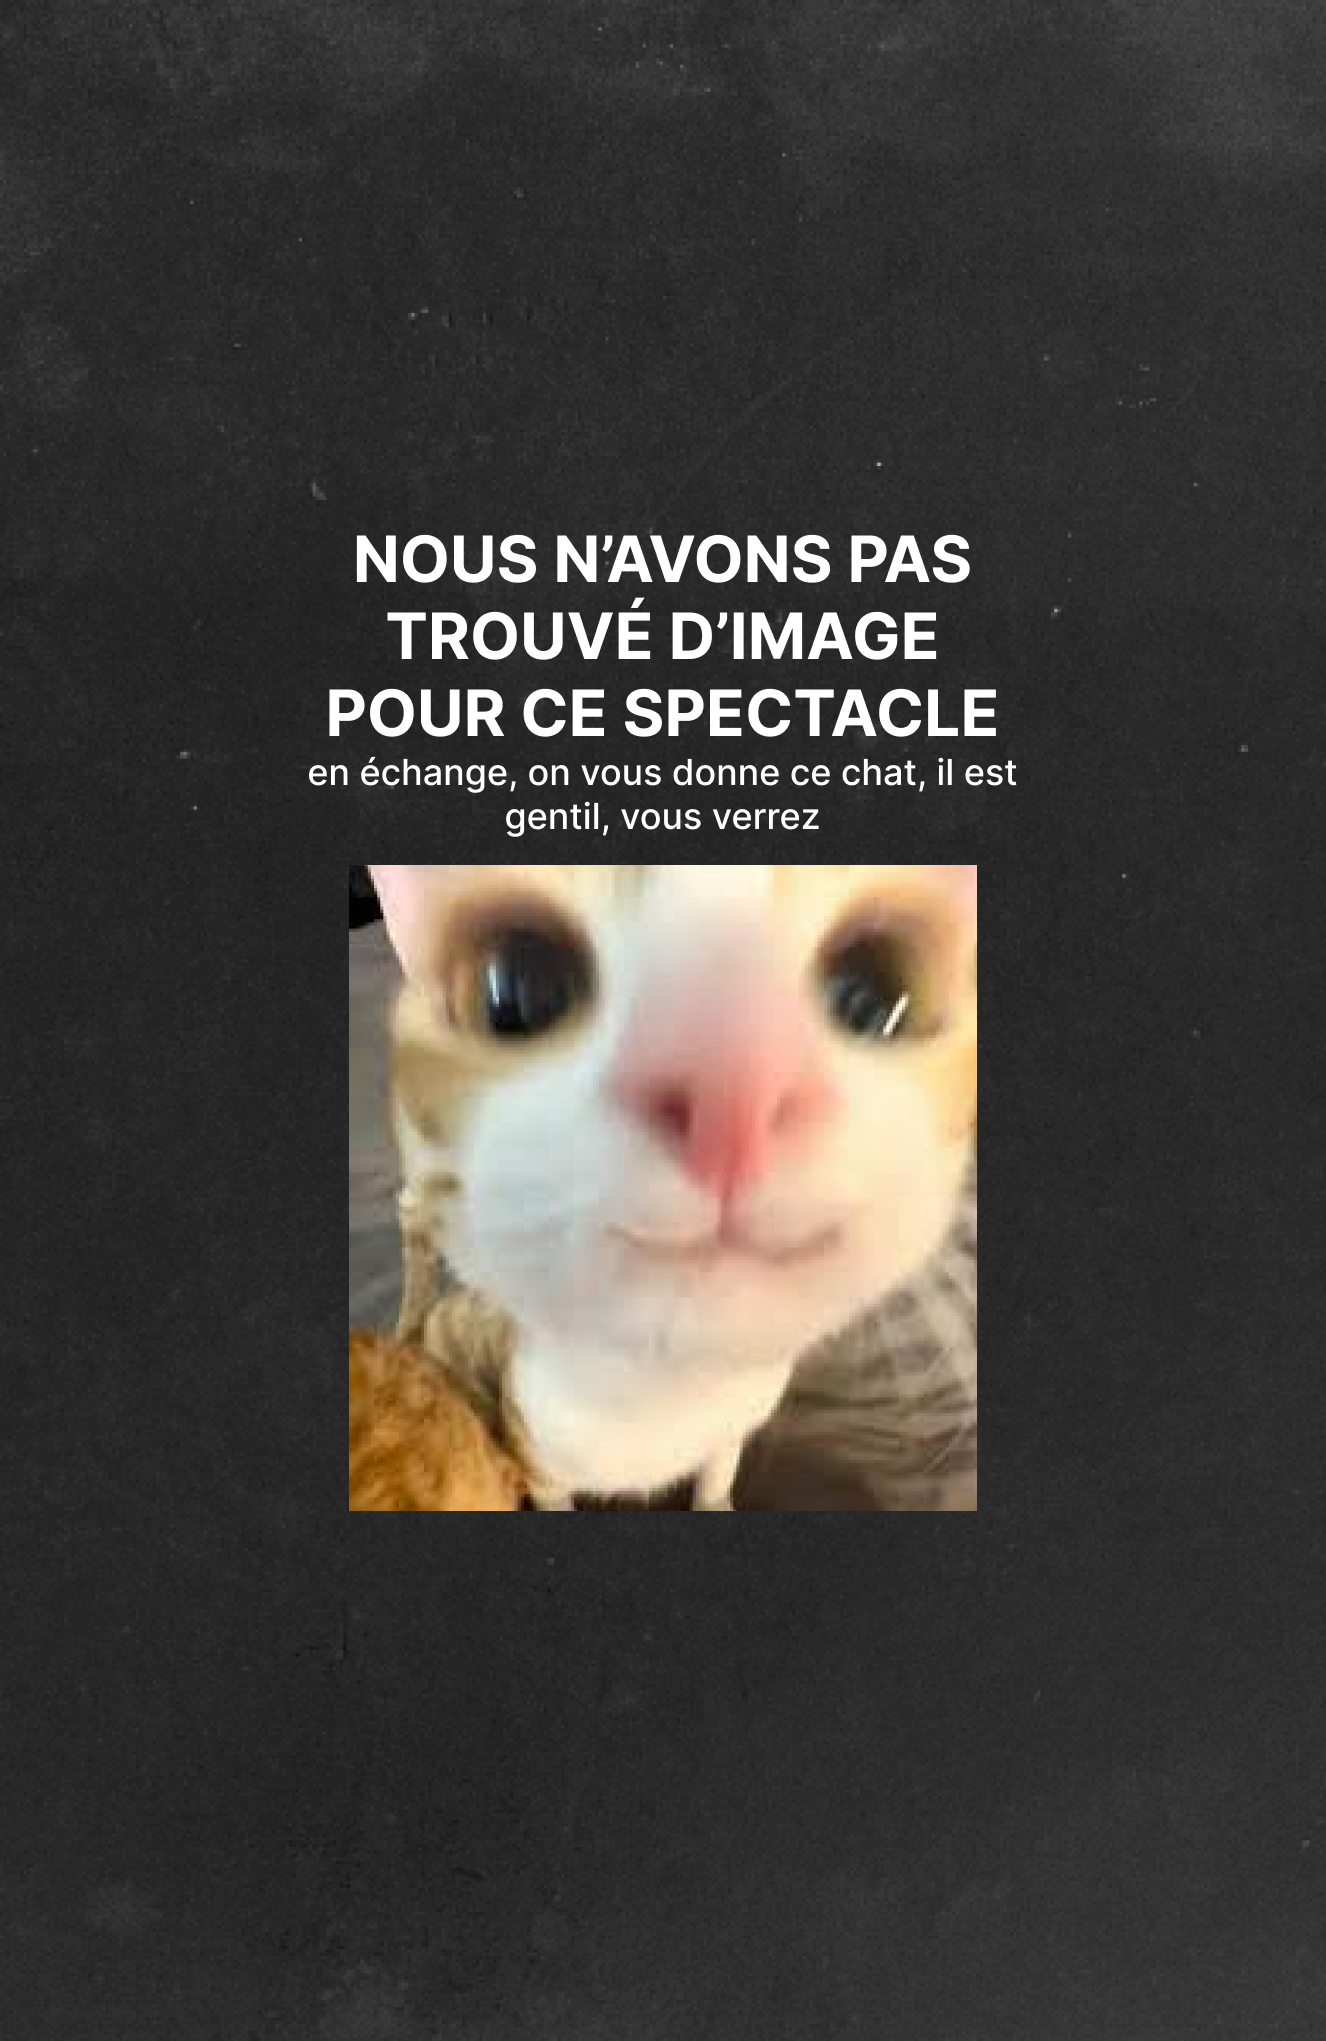 NOUS N’AVONS PAS
TROUVÉ D’IMAGE
POUR CE SPECTACLE
en échange, on vous donne ce chat, il est
gentil, vous verrez